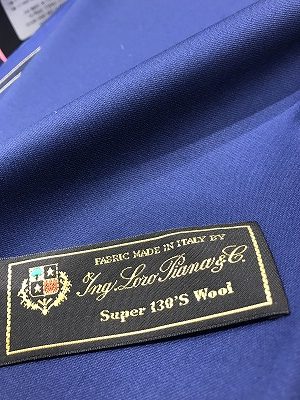 FABRIC MADE IN ITALY BY
Ing. Loro Piana & C.
Super 130'S Wool